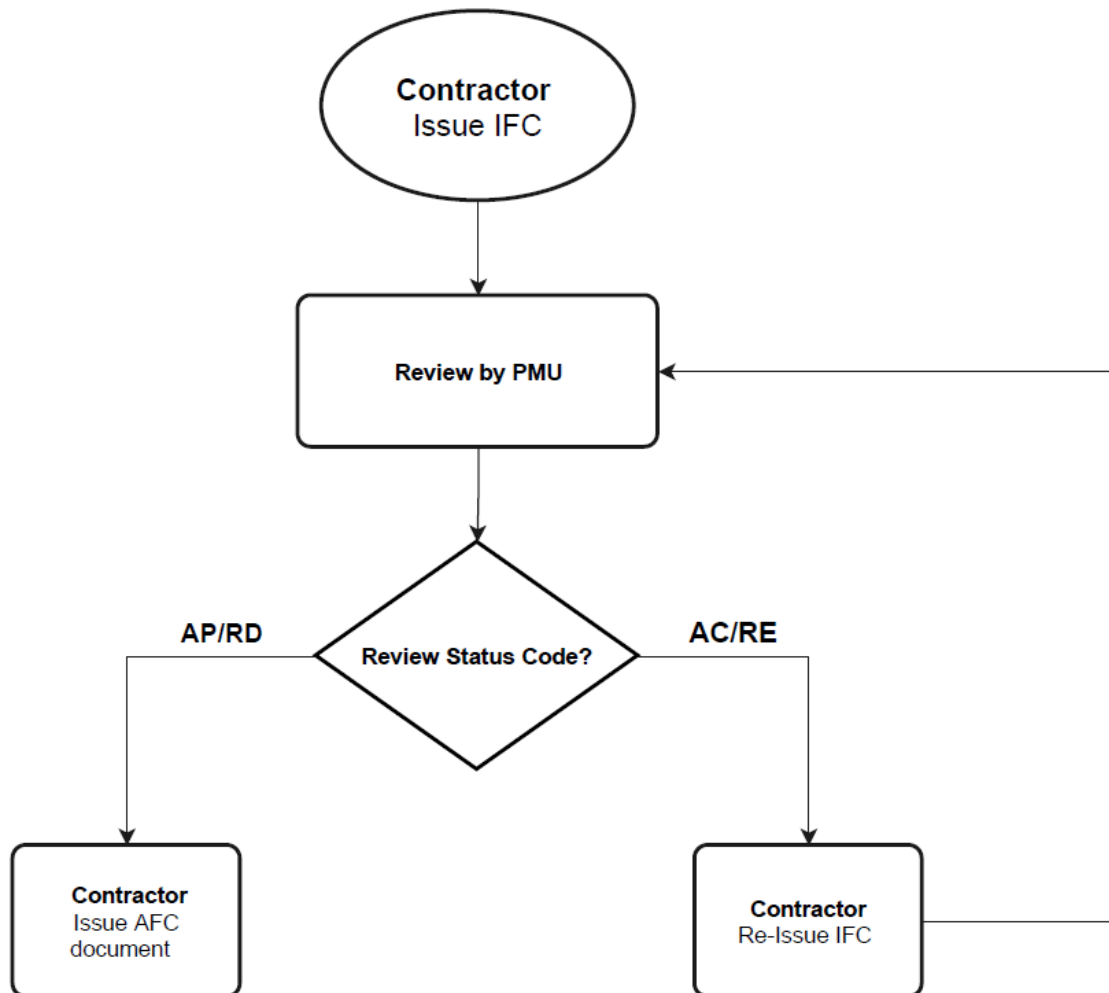 Contractor
Issue IFC
Review by PMU
AP/RD
Review Status Code?
AC/RE
Contractor
Issue AFC
document
Contractor
Re-Issue IFC